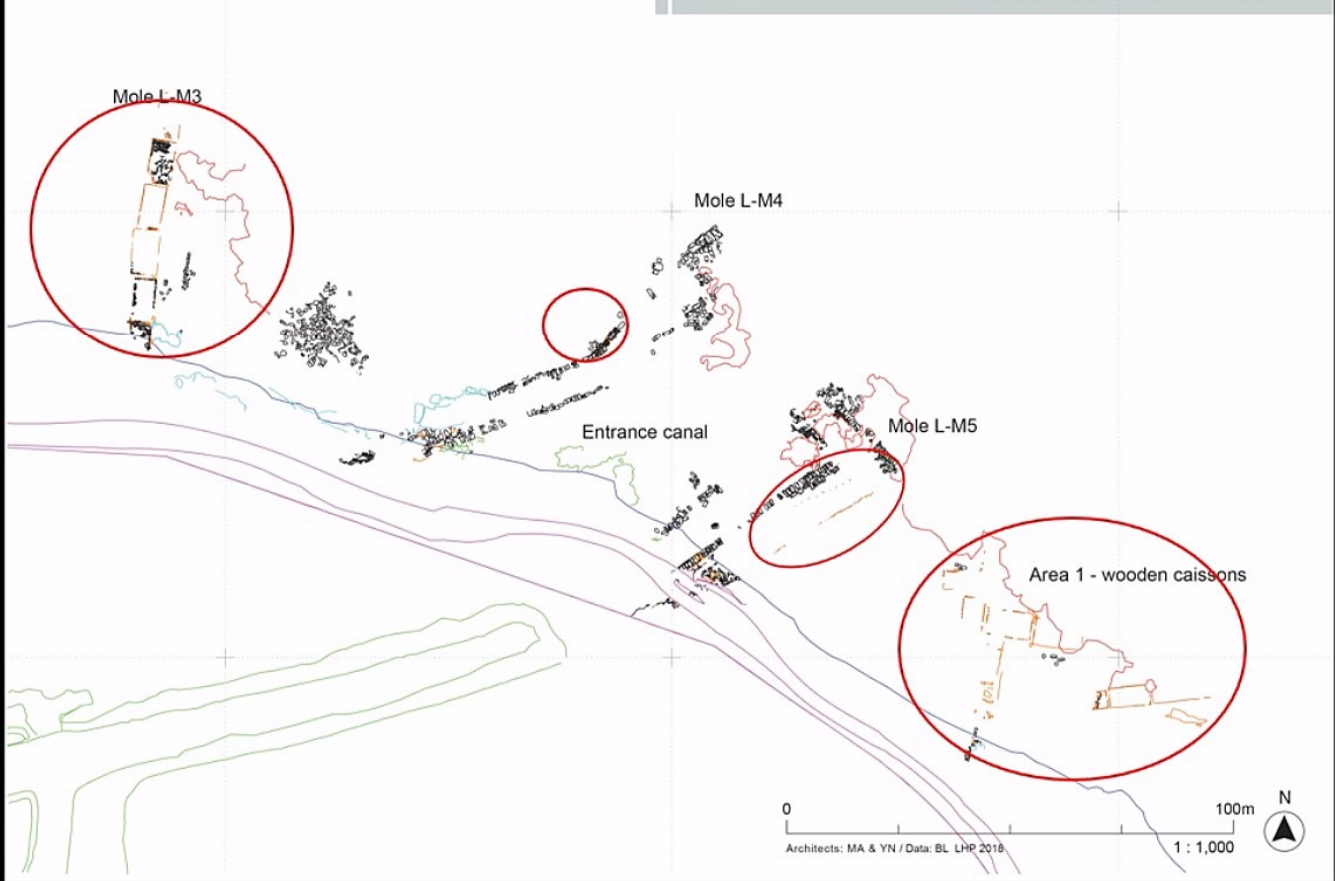 Mole L-M3
Mole L-M4
Entrance canal
Mole L-M5
Area 1 - wooden caissons
0
100m
N
Architects: MA & YN / Data: BL LHP 2018
1 : 1,000